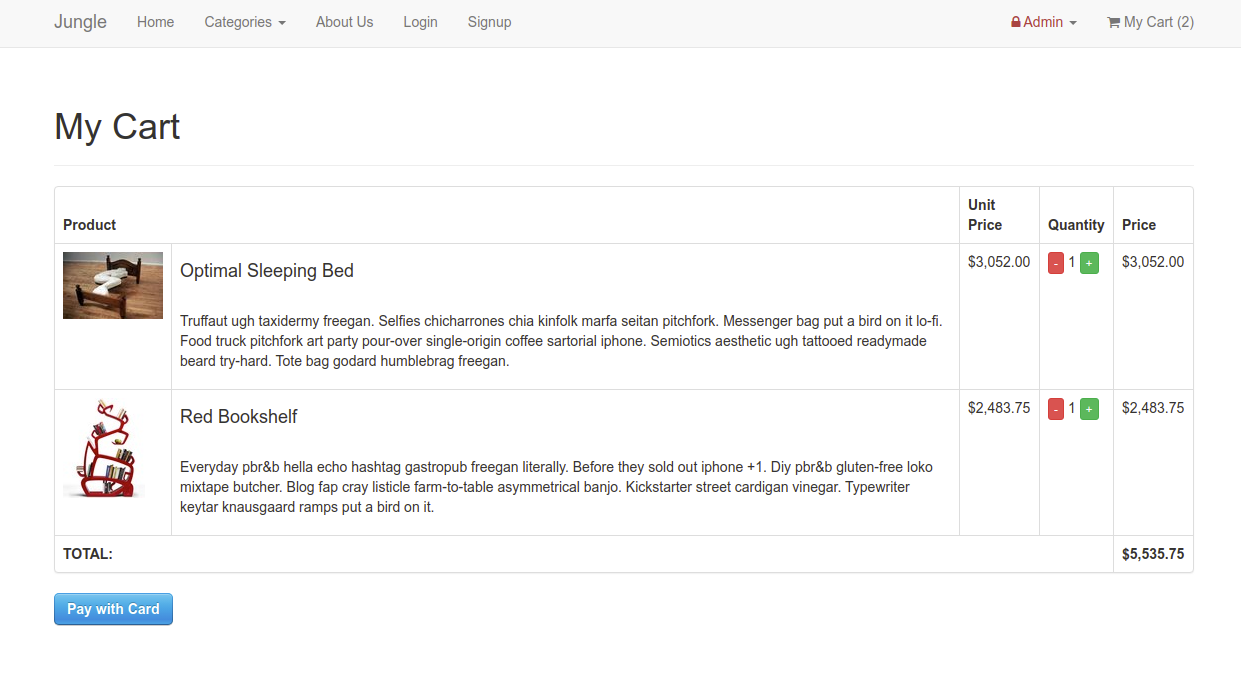 Jungle Home Categories About Us Login Signup Admin My Cart (2)
My Cart
Product Unit Price Quantity Price
Optimal Sleeping Bed $3,052.00 - 1 + $3,052.00
Truffaut ugh taxidermy freegan. Selfies chicharrones chia kinfolk marfa seitan pitchfork. Messenger bag put a bird on it lo-fi.
Food truck pitchfork art party pour-over single-origin coffee sartorial iphone. Semiotics aesthetic ugh tattooed readymade
beard try-hard. Tote bag godard humblebrag freegan.
Red Bookshelf $2,483.75 - 1 + $2,483.75
Everyday pbr&b hella echo hashtag gastropub freegan literally. Before they sold out iphone +1. Diy pbr&b gluten-free loko
mixtape butcher. Blog fap cray listicle farm-to-table asymmetrical banjo. Kickstarter street cardigan vinegar. Typewriter
keytar knausgaard ramps put a bird on it.
TOTAL: $5,535.75
Pay with Card